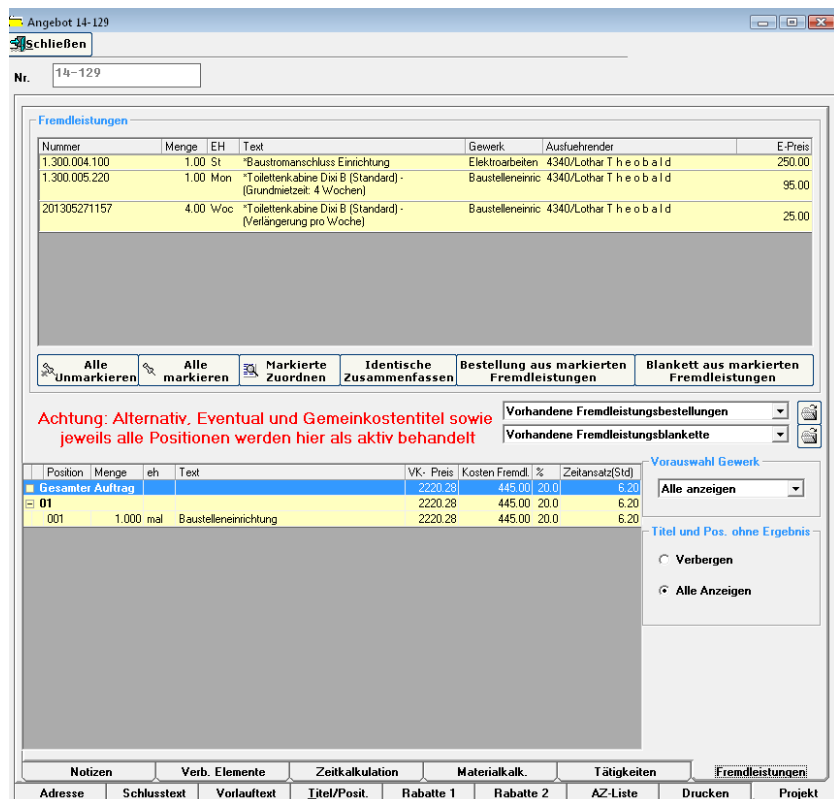 Angebot 14-129
Schließen
Nr. 14-129
Fremdleistungen
Nummer Menge EH Text Gewerk Ausfuehrender E-Preis
1.300.004.100 1.00 St *Baustromanschluss Einrichtung Elektroarbeiten 4340/Lothar T h e o b a l d 250.00
1.300.005.220 1.00 Mon *Toilettenkabine Dixi B (Standard) - Baustelleneinric 4340/Lothar T h e o b a l d 95.00
(Grundmietzeit: 4 Wochen)
201305271157 4.00 Woc *Toilettenkabine Dixi B (Standard) - Baustelleneinric 4340/Lothar T h e o b a l d 25.00
(Verlängerung pro Woche)
Alle Alle Markierte Identische Bestellung aus markierten Blankett aus markierten
Unmarkieren markieren Zuordnen Zusammenfassen Fremdleistungen Fremdleistungen
Achtung: Alternativ, Eventual und Gemeinkostentitel sowie
jeweils alle Positionen werden hier als aktiv behandelt
Vorhandene Fremdleistungsbestellungen
Vorhandene Fremdleistungsblankette
Position Menge eh Text VK- Preis Kosten Fremdl. % Zeitansatz(Std)
Gesamter Auftrag 2220.28 445.00 20.0 6.20
01 2220.28 445.00 20.0 6.20
001 1.000 mal Baustelleneinrichtung 2220.28 445.00 20.0 6.20
Vorauswahl Gewerk
Alle anzeigen
Titel und Pos. ohne Ergebnis
Verbergen
Alle Anzeigen
Notizen Verb. Elemente Zeitkalkulation Materialkalk. Tätigkeiten Fremdleistungen
Adresse Schlusstext Vorlauftext Titel/Posit. Rabatte 1 Rabatte 2 AZ-Liste Drucken Projekt